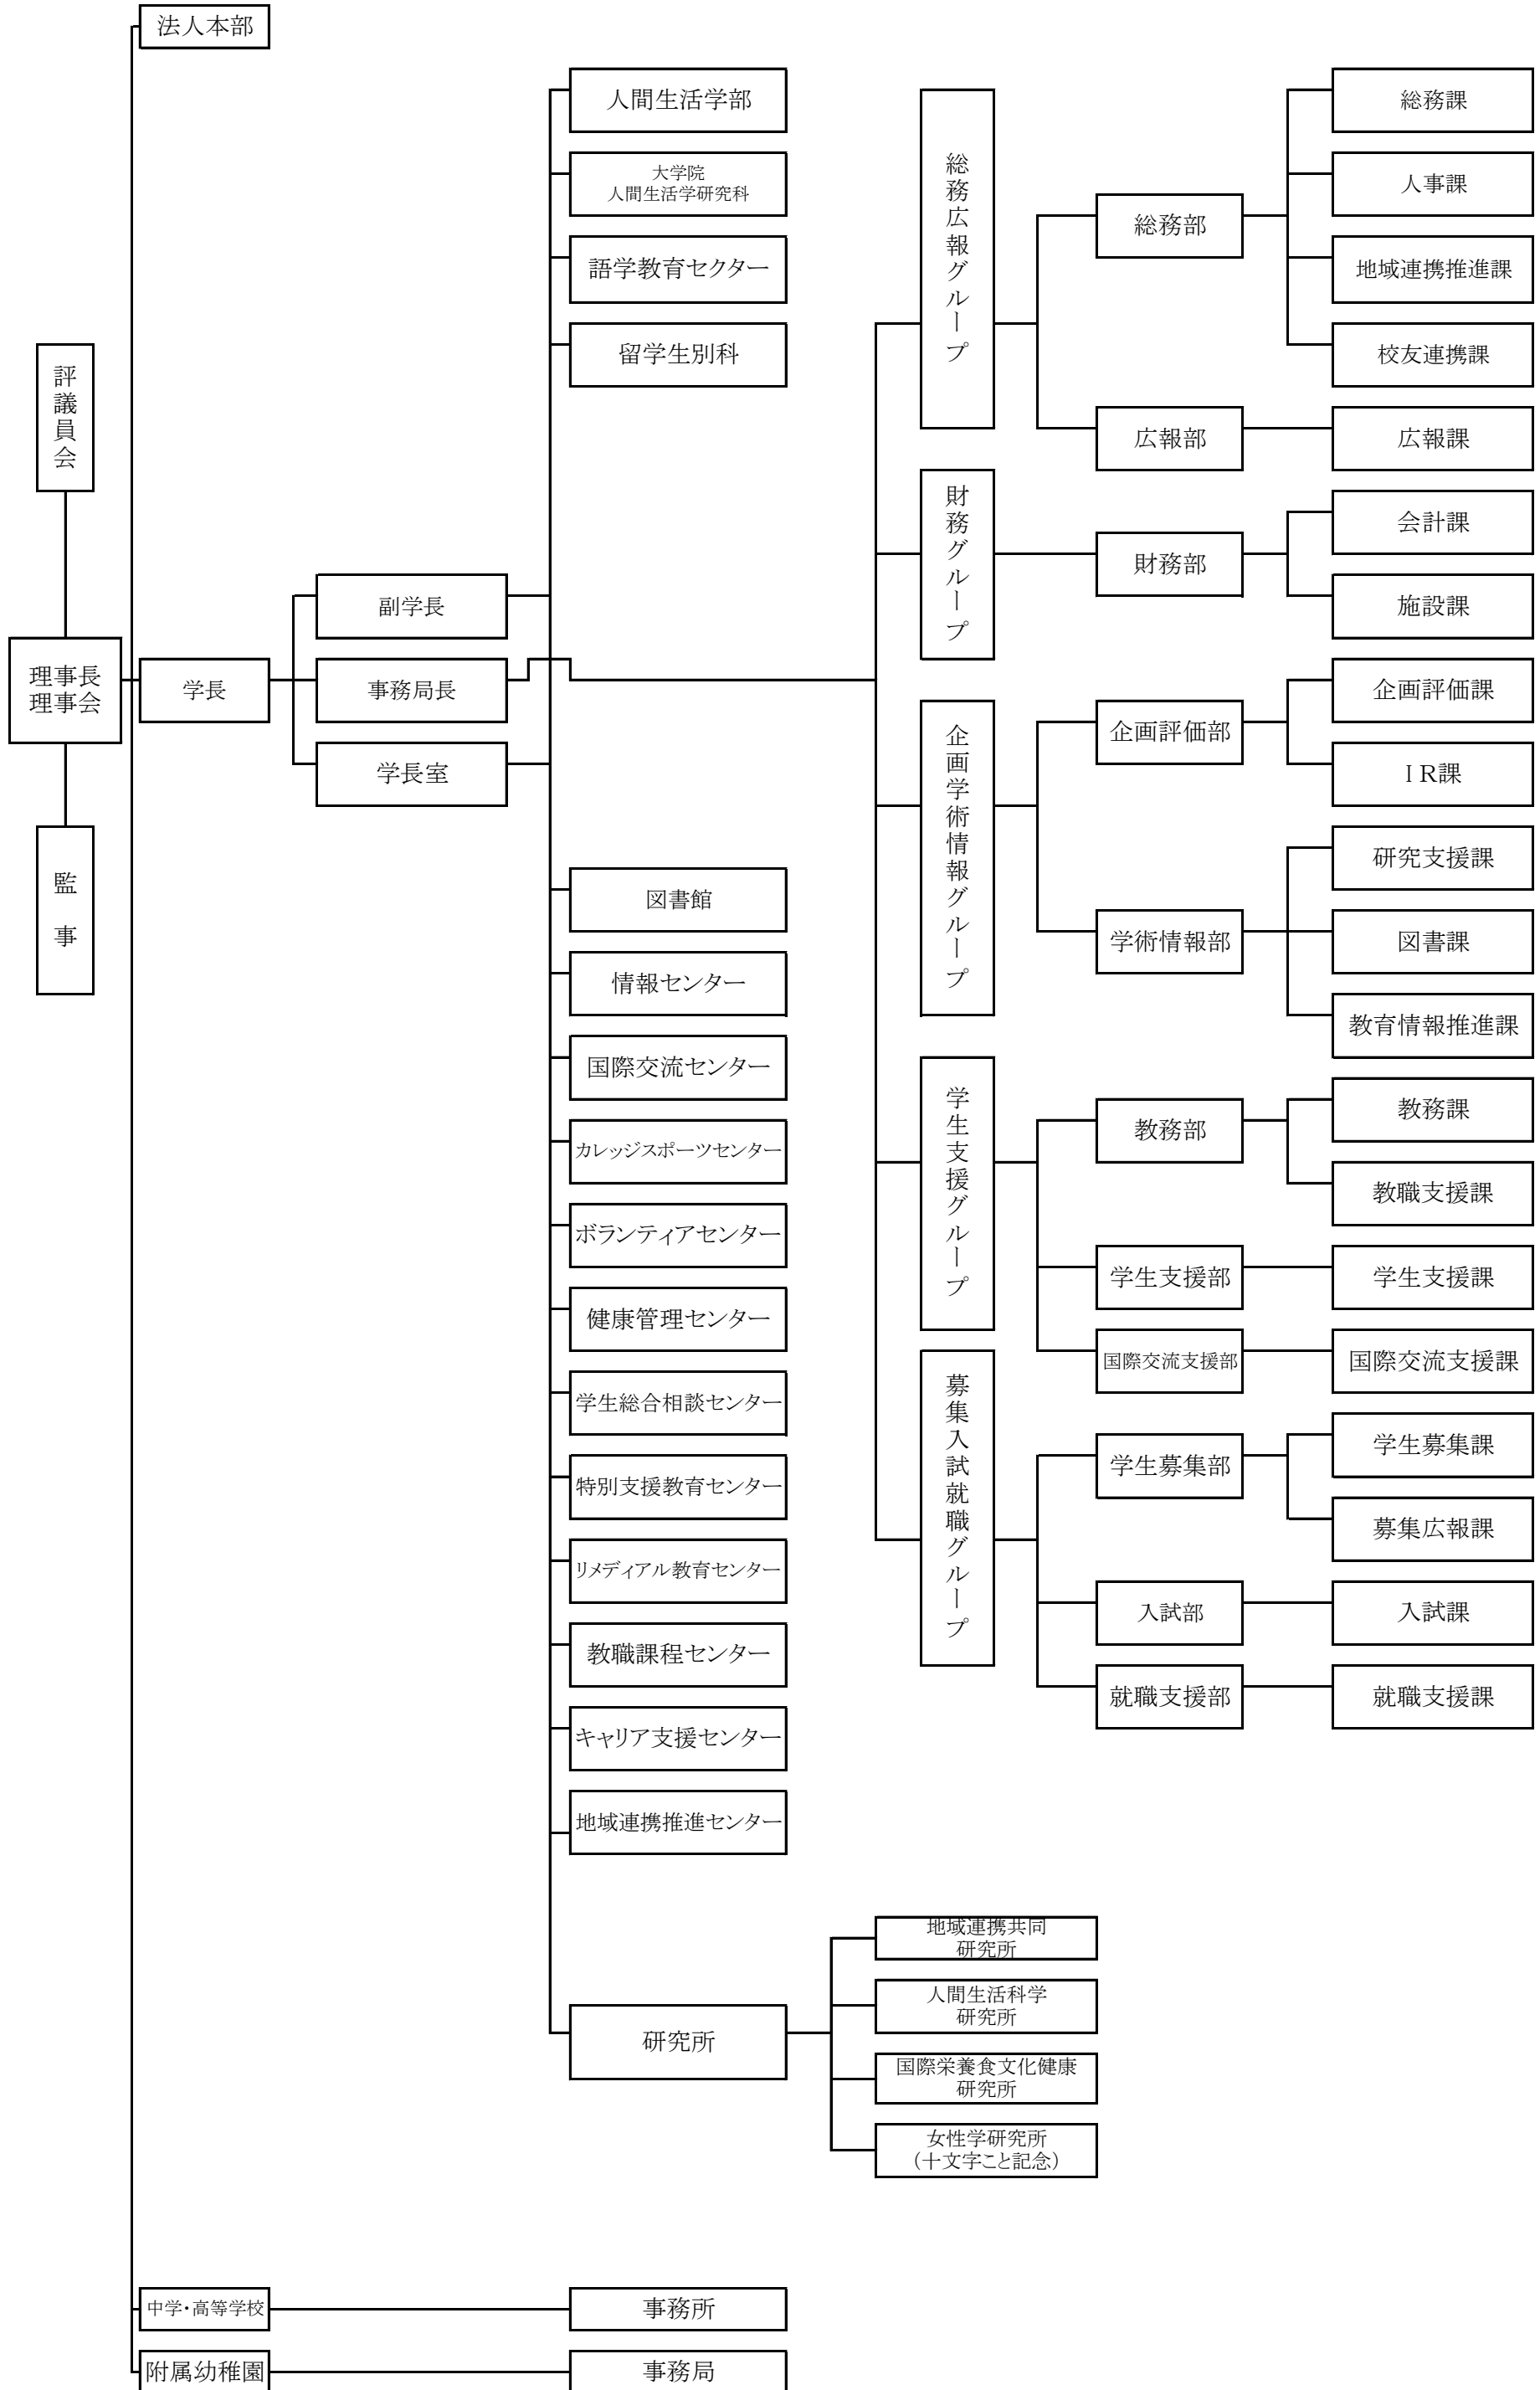 法人本部
評議員会
理事長
理事会
監事
学長
副学長
事務局長
学長室
人間生活学部
大学院
人間生活学研究科
語学教育セクター
留学生別科
図書館
情報センター
国際交流センター
カレッジスポーツセンター
ボランティアセンター
健康管理センター
学生総合相談センター
特別支援教育センター
リメディアル教育センター
教職課程センター
キャリア支援センター
地域連携推進センター
研究所
地域連携共同
研究所
人間生活科学
研究所
国際栄養食文化健康
研究所
女性学研究所
（十文字こと記念）
総務広報グループ
総務部
総務課
人事課
地域連携推進課
校友連携課
広報部
広報課
財務グループ
財務部
会計課
施設課
企画学術情報グループ
企画評価部
企画評価課
ＩＲ課
学術情報部
研究支援課
図書課
教育情報推進課
学生支援グループ
教務部
教務課
教職支援課
学生支援部
学生支援課
国際交流支援部
国際交流支援課
募集入試就職グループ
学生募集部
学生募集課
募集広報課
入試部
入試課
就職支援部
就職支援課
中学・高等学校
事務所
附属幼稚園
事務局